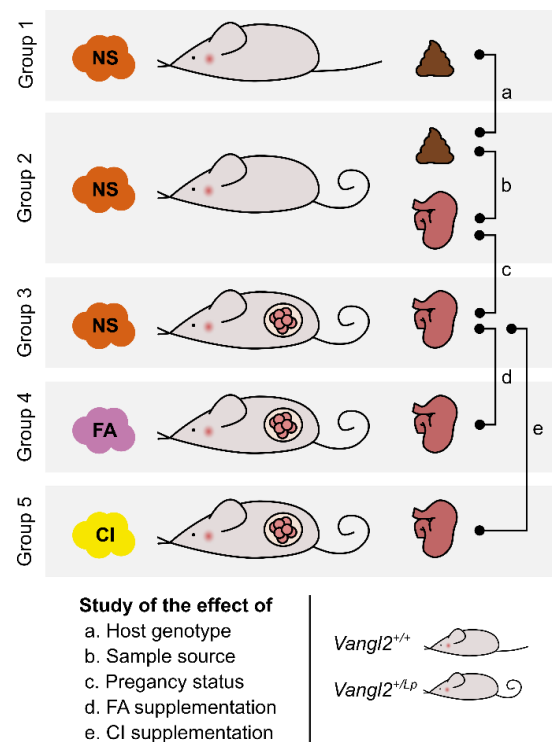 Group 1
NS
a
Group 2
NS
b
c
Group 3
NS
d
e
Group 4
FA
Group 5
CI
Study of the effect of
a. Host genotype
b. Sample source
c. Pregancy status
d. FA supplementation
e. CI supplementation
Vangl2+/+
Vangl2+/Lp